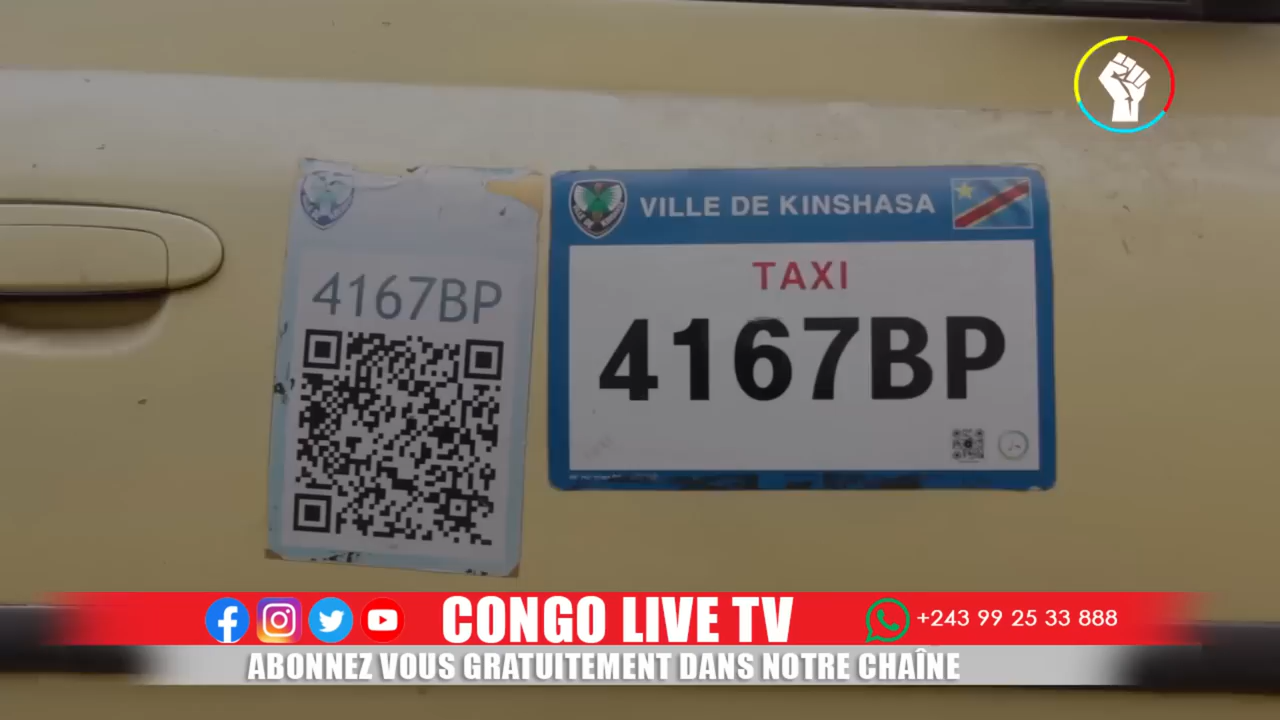 VILLE DE KINSHASA
TAXI
4167BP
4167BP
CONGO LIVE TV
+243 99 25 33 888
ABONNEZ VOUS GRATUITEMENT DANS NOTRE CHAÎNE